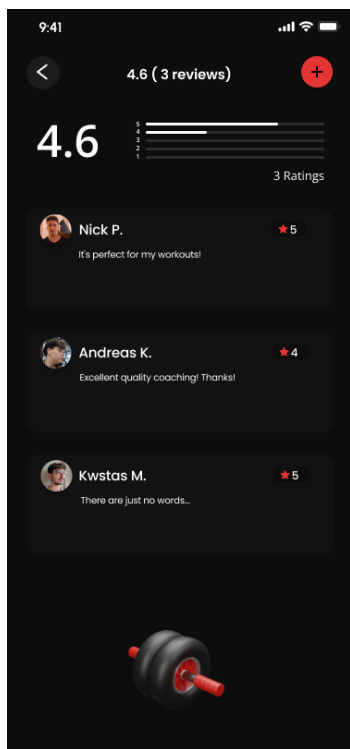 9:41
4.6 ( 3 reviews)
4.6
5
4
3
2
1
3 Ratings
Nick P.
5
It's perfect for my workouts!
Andreas K.
4
Excellent quality coaching! Thanks!
Kwstas M.
5
There are just no words...